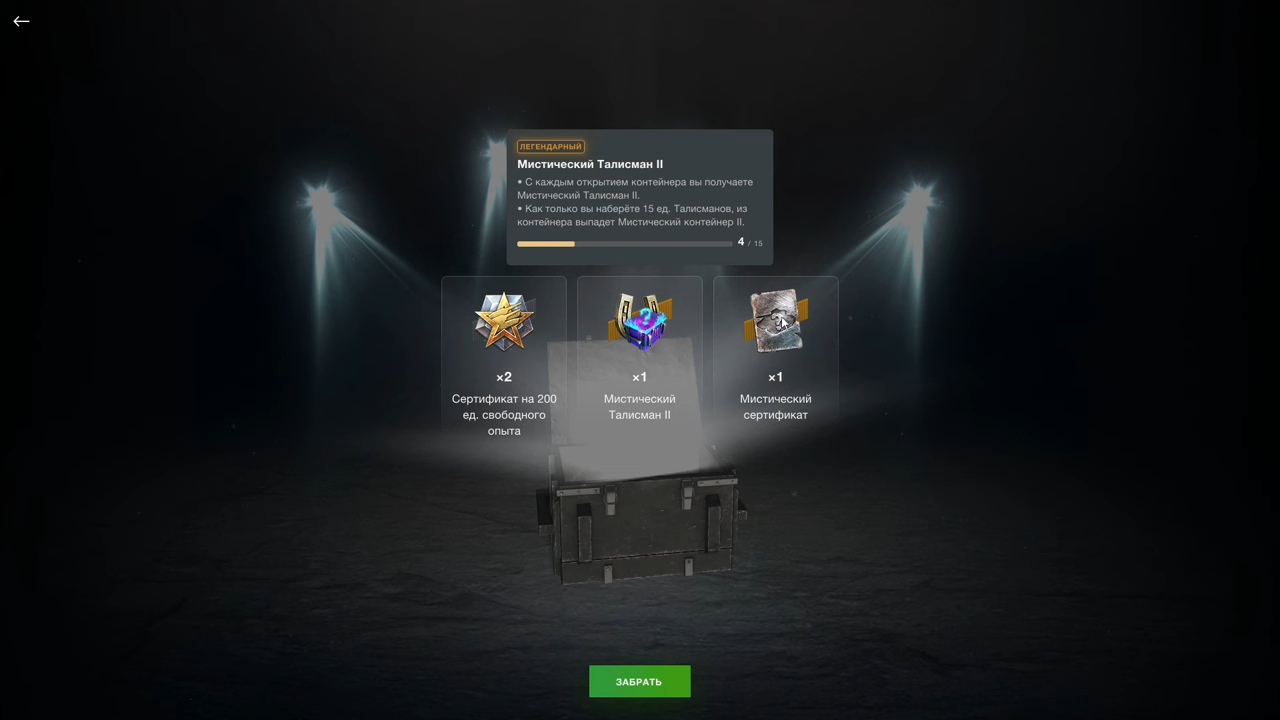 ЛЕГЕНДАРНЫЙ
Мистический Талисман II
• С каждым открытием контейнера вы получаете
Мистический Талисман II.
• Как только вы наберёте 15 ед. Талисманов, из
контейнера выпадет Мистический контейнер II.
4 / 15
×2
Сертификат на 200
ед. свободного
опыта
×1
Мистический
Талисман II
×1
Мистический
сертификат
ЗАБРАТЬ